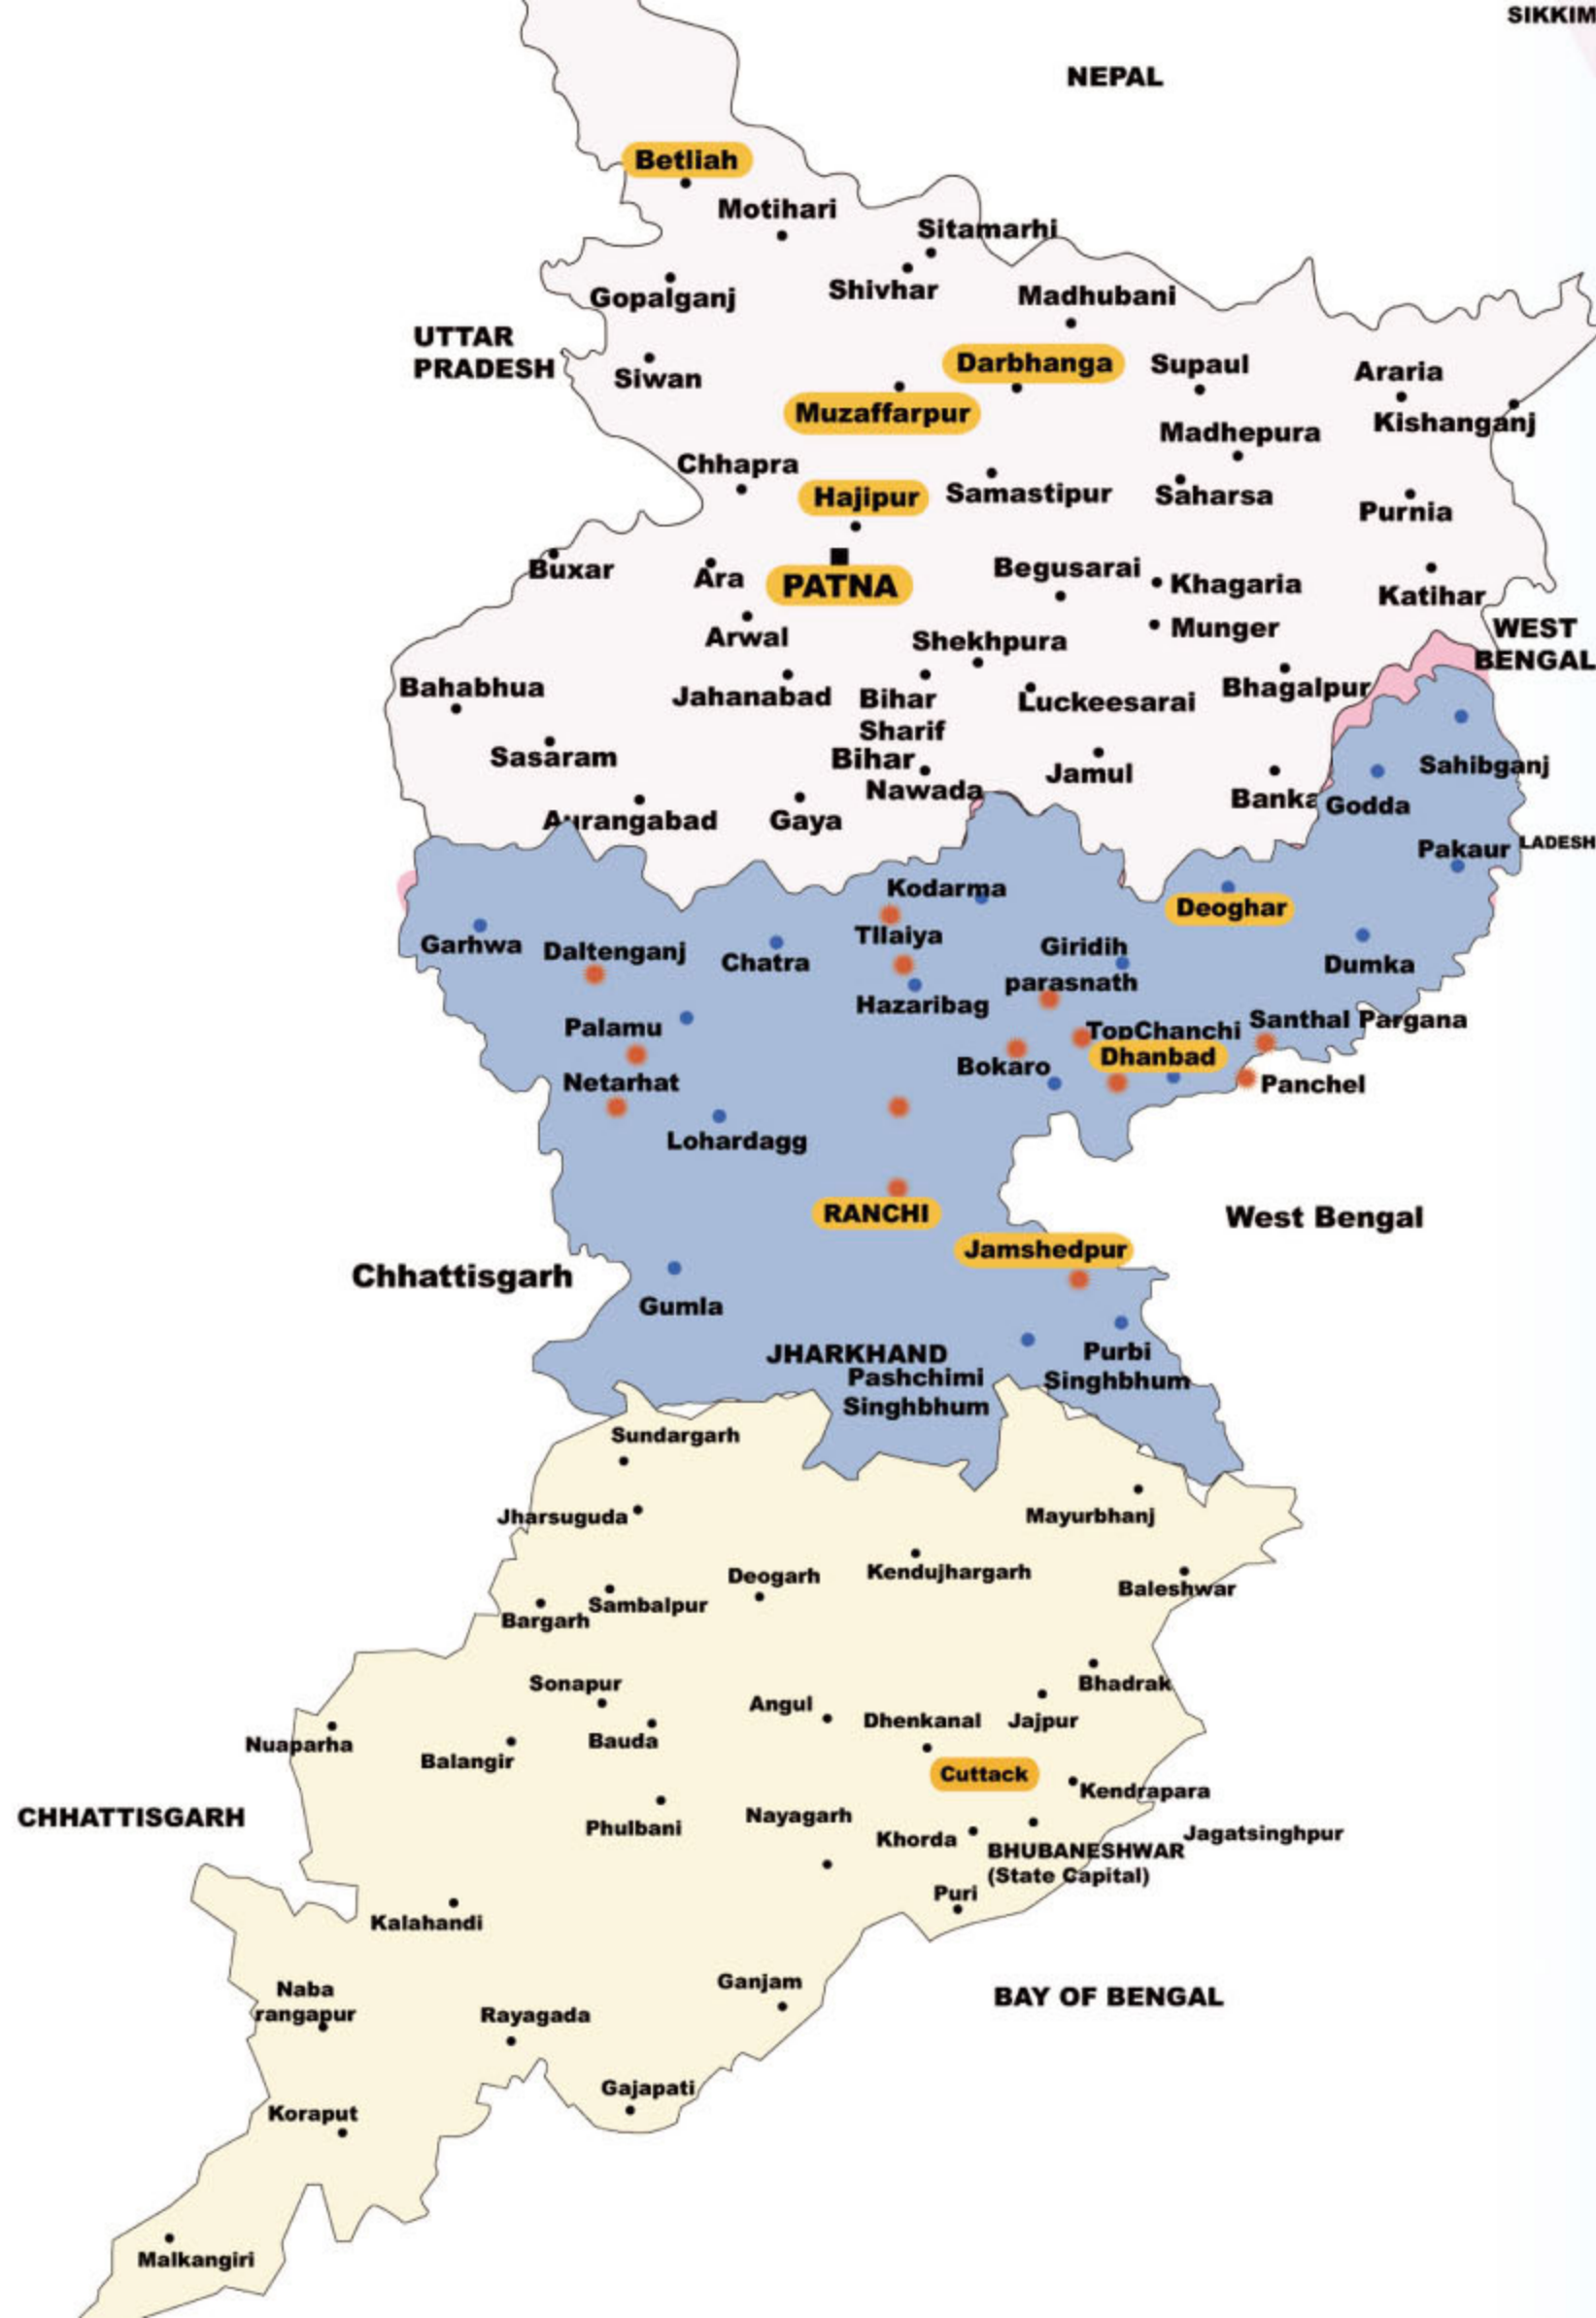 SIKKIM
NEPAL
Betliah
Motihari
Sitamarhi
Shivhar
Madhubani
Gopalganj
UTTAR
PRADESH
Siwan
Darbhanga
Supaul
Araria
Muzaffarpur
Kishanganj
Madhepura
Chhapra
Hajipur
Samastipur
Saharsa
Purnia
Buxar
Ara
PATNA
Begusarai
Khagaria
Katihar
Arwal
Shekhpura
Munger
WEST
BENGAL
Bahabhua
Jahanabad
Bihar
Sharif
Luckeesarai
Bhagalpur
Sasaram
Bihar
Nawada
Jamul
Banka
Godda
Sahibganj
Aurangabad
Gaya
Pakaur
LADESH
Kodarma
Deoghar
Garhwa
Daltenganj
Chatra
TIlaiya
Giridih
Dumka
parasnath
Hazaribag
Palamu
TopChanchi
Santhal Pargana
Dhanbad
Bokaro
Netarhat
Panchel
Lohardagg
RANCHI
West Bengal
Jamshedpur
Chhattisgarh
Gumla
JHARKHAND
Pashchimi
Singhbhum
Purbi
Singhbhum
Sundargarh
Jharsuguda
Mayurbhanj
Deogarh
Kendujhargarh
Baleshwar
Sambalpur
Bargarh
Sonapur
Bhadrak
Angul
Dhenkanal
Jajpur
Nuaparha
Bauda
Balangir
Cuttack
Kendrapara
CHHATTISGARH
Phulbani
Nayagarh
Khorda
Jagatsinghpur
BHUBANESHWAR
(State Capital)
Puri
Kalahandi
Naba
rangapur
Ganjam
BAY OF BENGAL
Rayagada
Gajapati
Koraput
Malkangiri